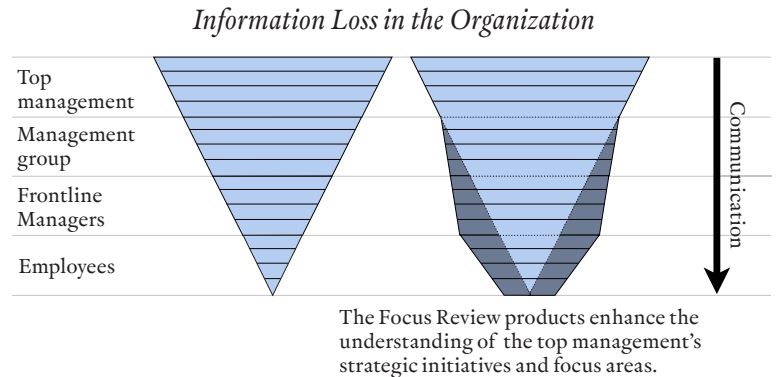 Information Loss in the Organization
Top
management
Management
group
Frontline
Managers
Employees
Communication
The Focus Review products enhance the
understanding of the top management's
strategic initiatives and focus areas.